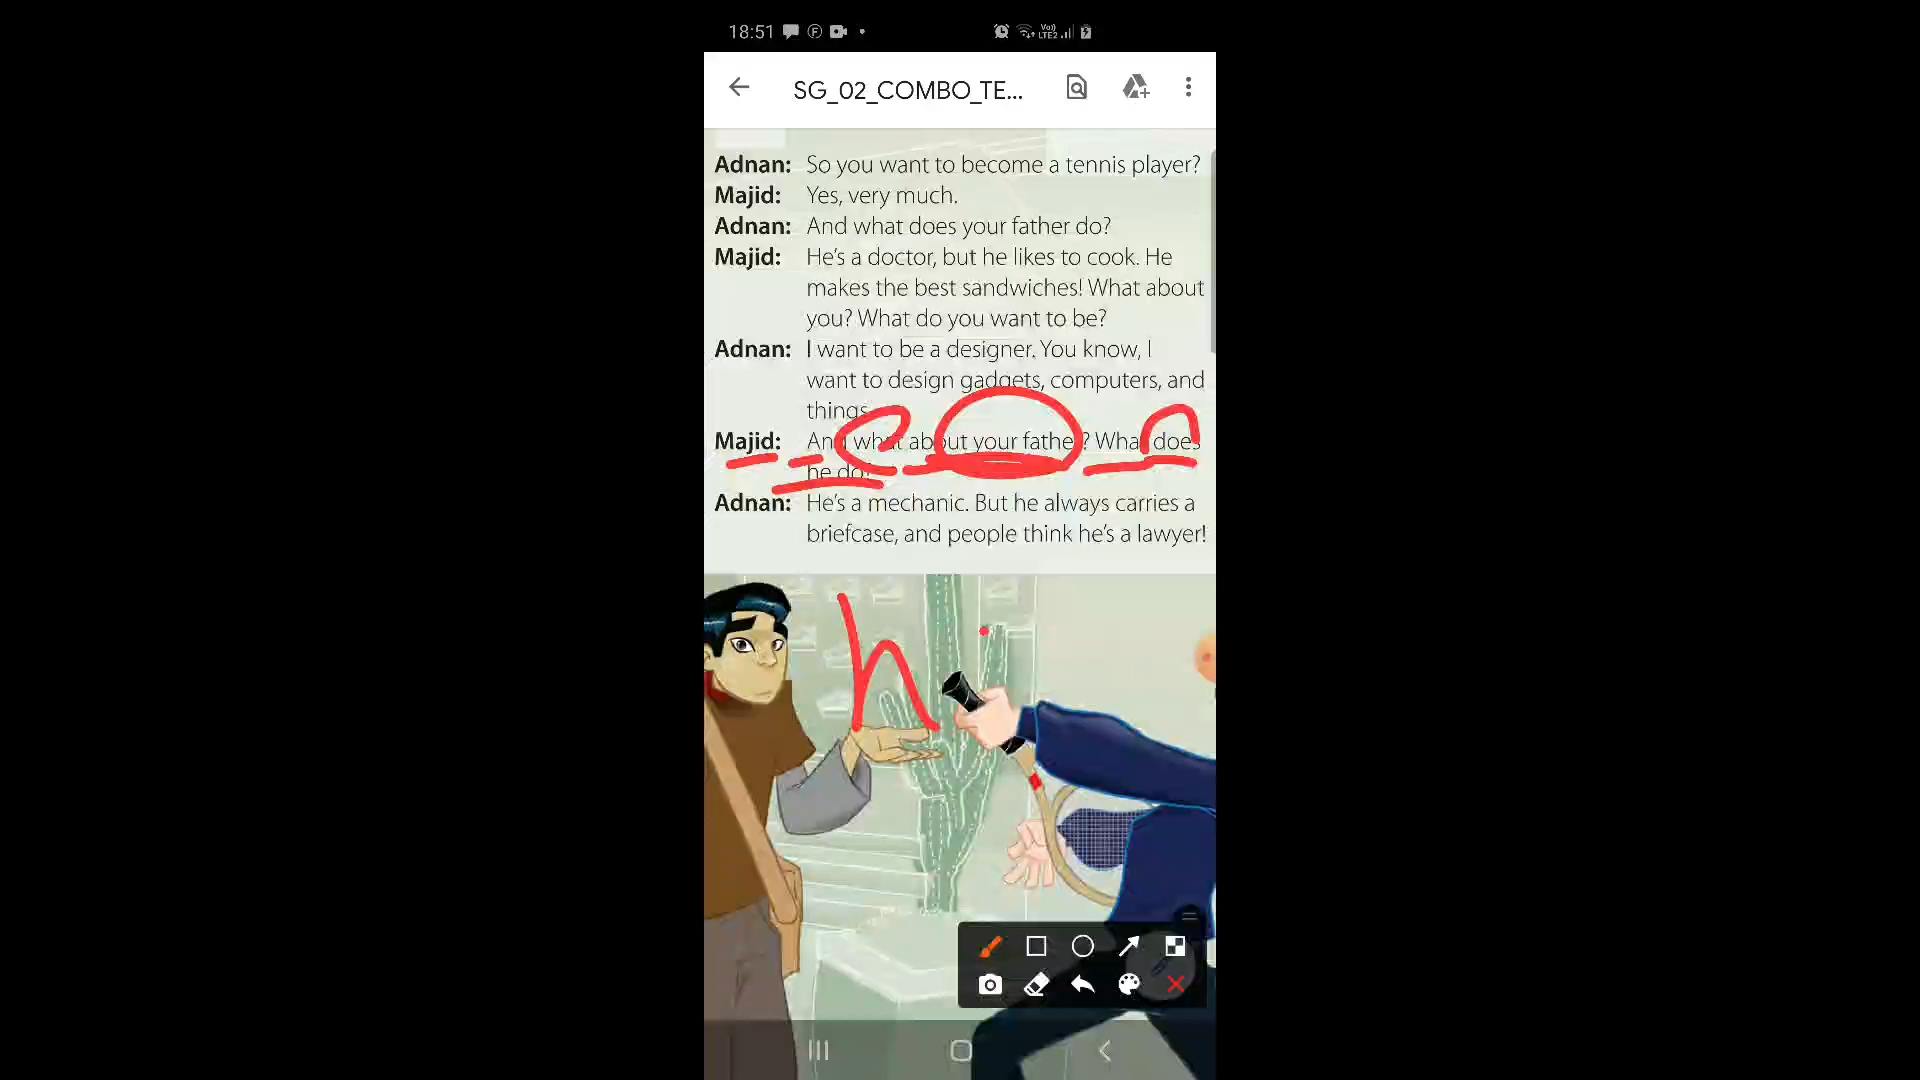 18:51
Vo))
LTE2
SG_02_COMBO_TE...
Adnan: So you want to become a tennis player?
Majid: Yes, very much.
Adnan: And what does your father do?
Majid: He's a doctor, but he likes to cook. He
makes the best sandwiches! What about
you? What do you want to be?
Adnan: I want to be a designer. You know, I
want to design gadgets, computers, and
things.
Majid: And what about your father? What does
he do?
Adnan: He's a mechanic. But he always carries a
briefcase, and people think he's a lawyer!
h